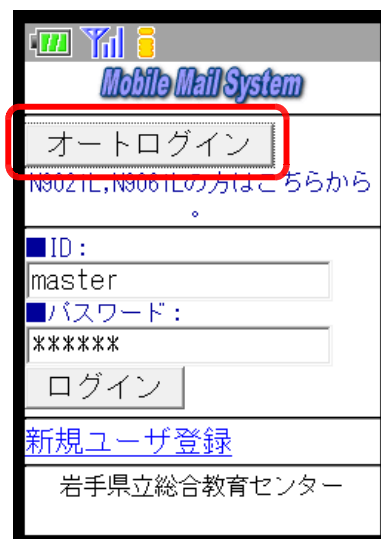 Mobile Mail System
オートログイン
N902iL,N906iLの方はこちらから
。
■ID:
master
■パスワード:
******
ログイン
新規ユーザ登録
岩手県立総合教育センター